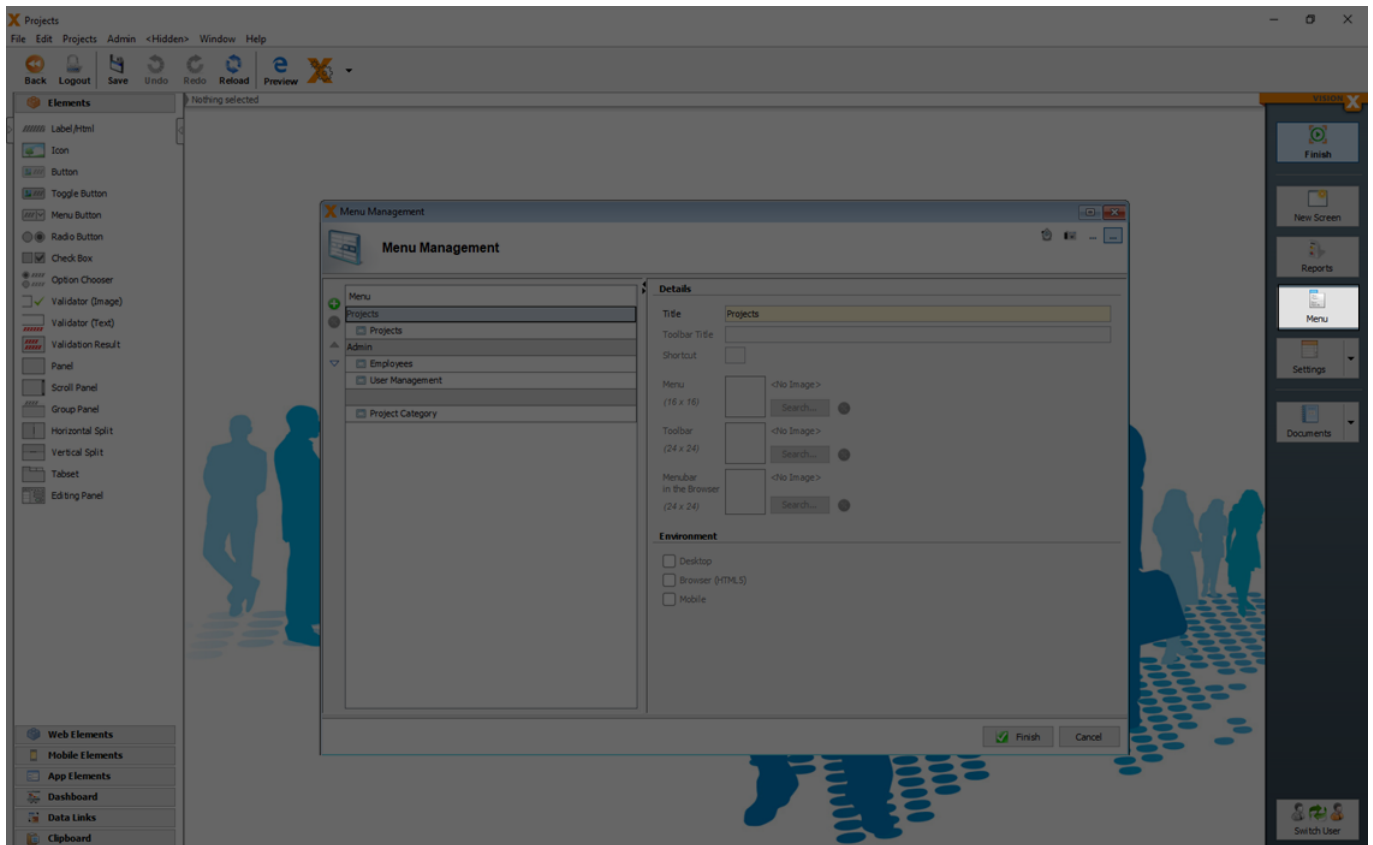 Projects
File Edit Projects Admin <Hidden> Window Help
Back Logout Save Undo Redo Reload Preview
Elements
Nothing selected
Label/Html
Icon
Button
Toggle Button
Menu Button
Radio Button
Check Box
Option Chooser
Validator (Image)
Validator (Text)
Validation Result
Panel
Scroll Panel
Group Panel
Horizontal Split
Vertical Split
Tabset
Editing Panel
Web Elements
Mobile Elements
App Elements
Dashboard
Data Links
Clipboard
Menu Management
Menu Management
Menu
Projects
Projects
Admin
Employees
User Management
Project Category
Details
Title Projects
Toolbar Title
Shortcut
Menu <No Image>
(16 x 16) Search...
Toolbar <No Image>
(24 x 24) Search...
Menubar <No Image>
in the Browser
(24 x 24) Search...
Environment
Desktop
Browser (HTML5)
Mobile
Finish Cancel
VISION X
Finish
New Screen
Reports
Menu
Settings
Documents
Switch User